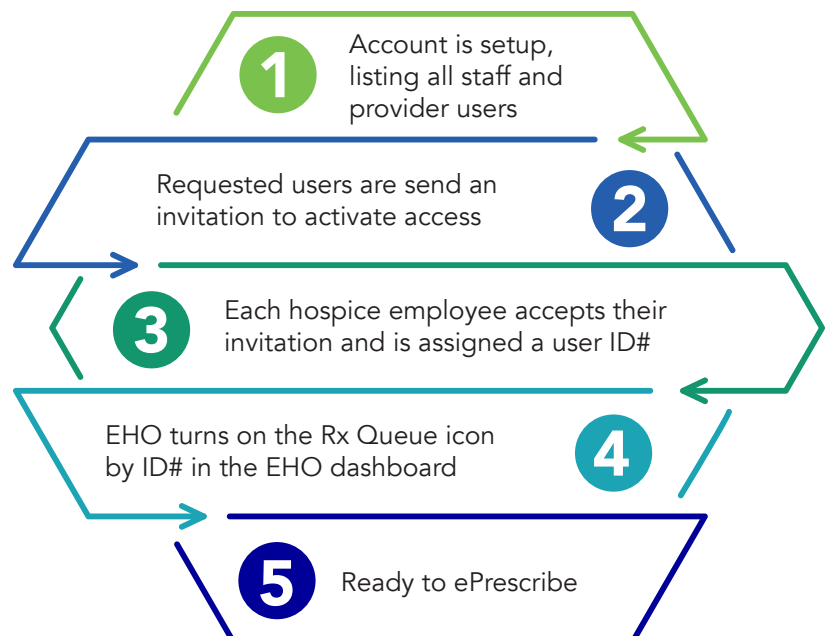 1
Account is setup,
listing all staff and
provider users
Requested users are send an
invitation to activate access
2
3
Each hospice employee accepts their
invitation and is assigned a user ID#
EHO turns on the Rx Queue icon
by ID# in the EHO dashboard
4
5
Ready to ePrescribe